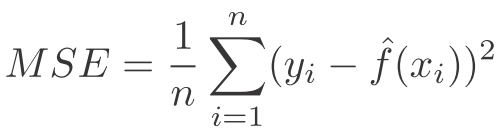 $MSE = \frac{1}{n} \sum_{i=1}^{n} (y_i - \hat{f}(x_i))^2$